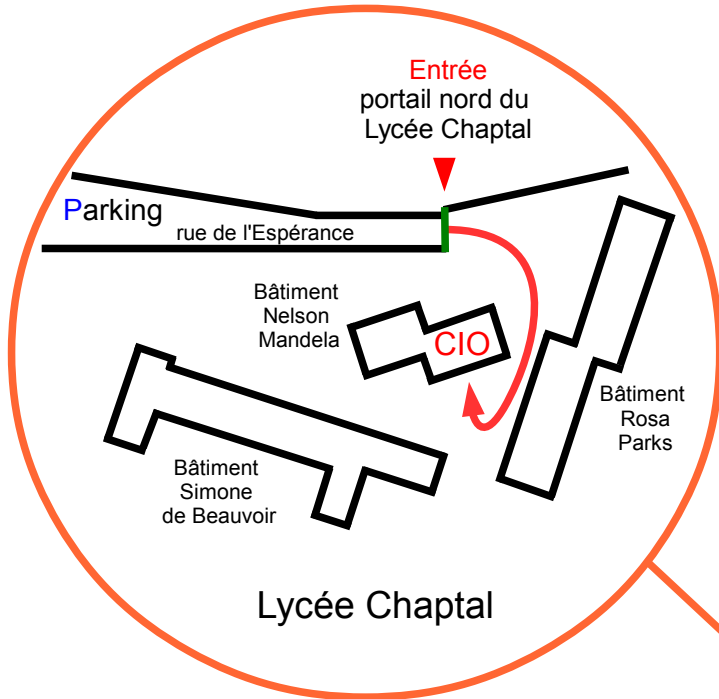 Entrée
portail nord du
Lycée Chaptal
Parking
rue de l'Espérance
Bâtiment
Nelson
Mandela
CIO
Bâtiment
Rosa
Parks
Bâtiment
Simone
de Beauvoir
Lycée Chaptal